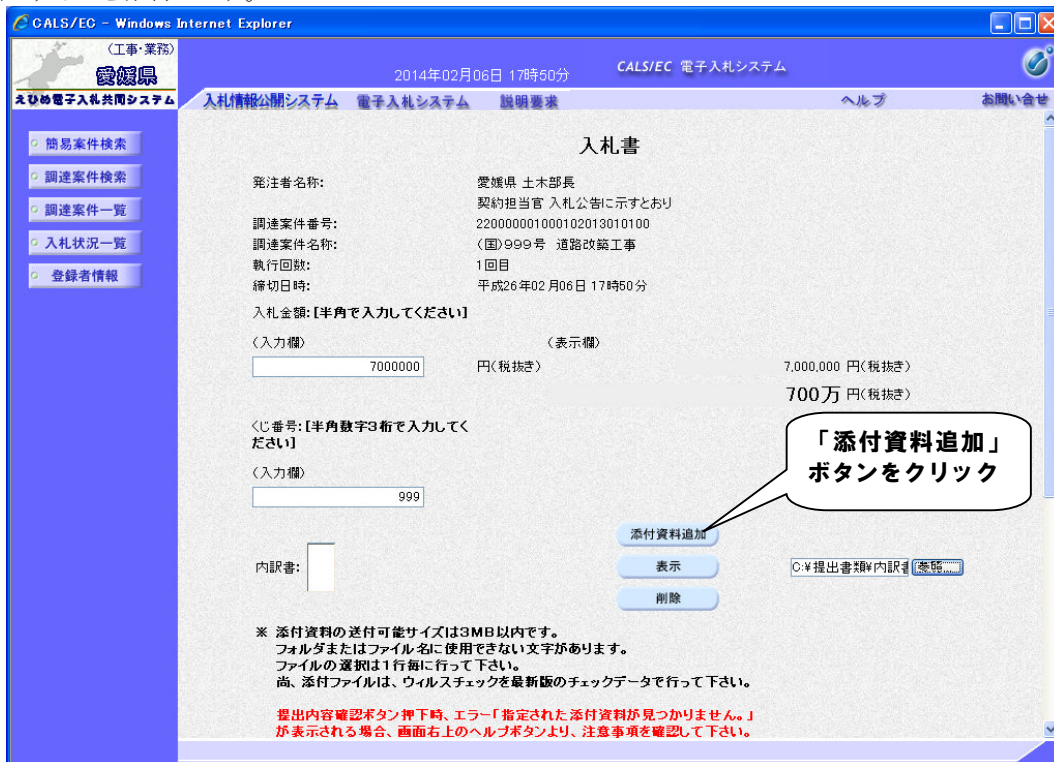 CALS/EC - Windows Internet Explorer
（工事･業務）
愛媛県
えひめ電子入札共同システム
2014年02月06日 17時50分
CALS/EC 電子入札システム
入札情報公開システム 電子入札システム 説明要求 ヘルプ お問い合せ
簡易案件検索
調達案件検索
調達案件一覧
入札状況一覧
登録者情報
入札書
発注者名称: 愛媛県 土木部長
契約担当官 入札公告に示すとおり
調達案件番号: 220000001000102013010100
調達案件名称: （国）999号 道路改築工事
執行回数: 1回目
締切日時: 平成26年02月06日 17時50分
入札金額:[半角で入力してください]
（入力欄） （表示欄）
7000000 円（税抜き） 7,000,000 円（税抜き）
700万 円（税抜き）
くじ番号:[半角数字3桁で入力してく
ださい]
（入力欄）
999
「添付資料追加」
ボタンをクリック
添付資料追加
内訳書: 表示 C:¥提出書類¥内訳書 参照...
削除
※ 添付資料の送付可能サイズは3MB以内です。
フォルダまたはファイル名に使用できない文字があります。
ファイルの選択は1行毎に行って下さい。
尚、添付ファイルは、ウィルスチェックを最新版のチェックデータで行って下さい。
提出内容確認ボタン押下時、エラー「指定された添付資料が見つかりません。」
が表示される場合、画面右上のヘルプボタンより、注意事項を確認して下さい。